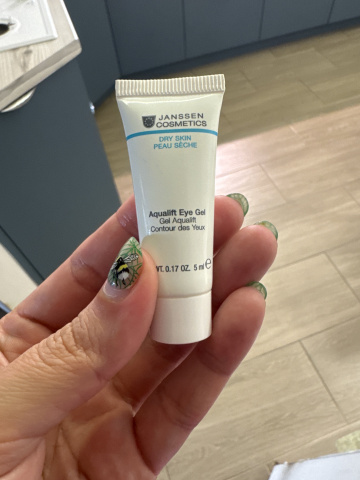 JANSSEN
COSMETICS
DRY SKIN
PEAU SÈCHE
Aqualift Eye Gel
Gel Aqualift
Contour des Yeux
WT. 0.17 OZ. 5 ml ℮